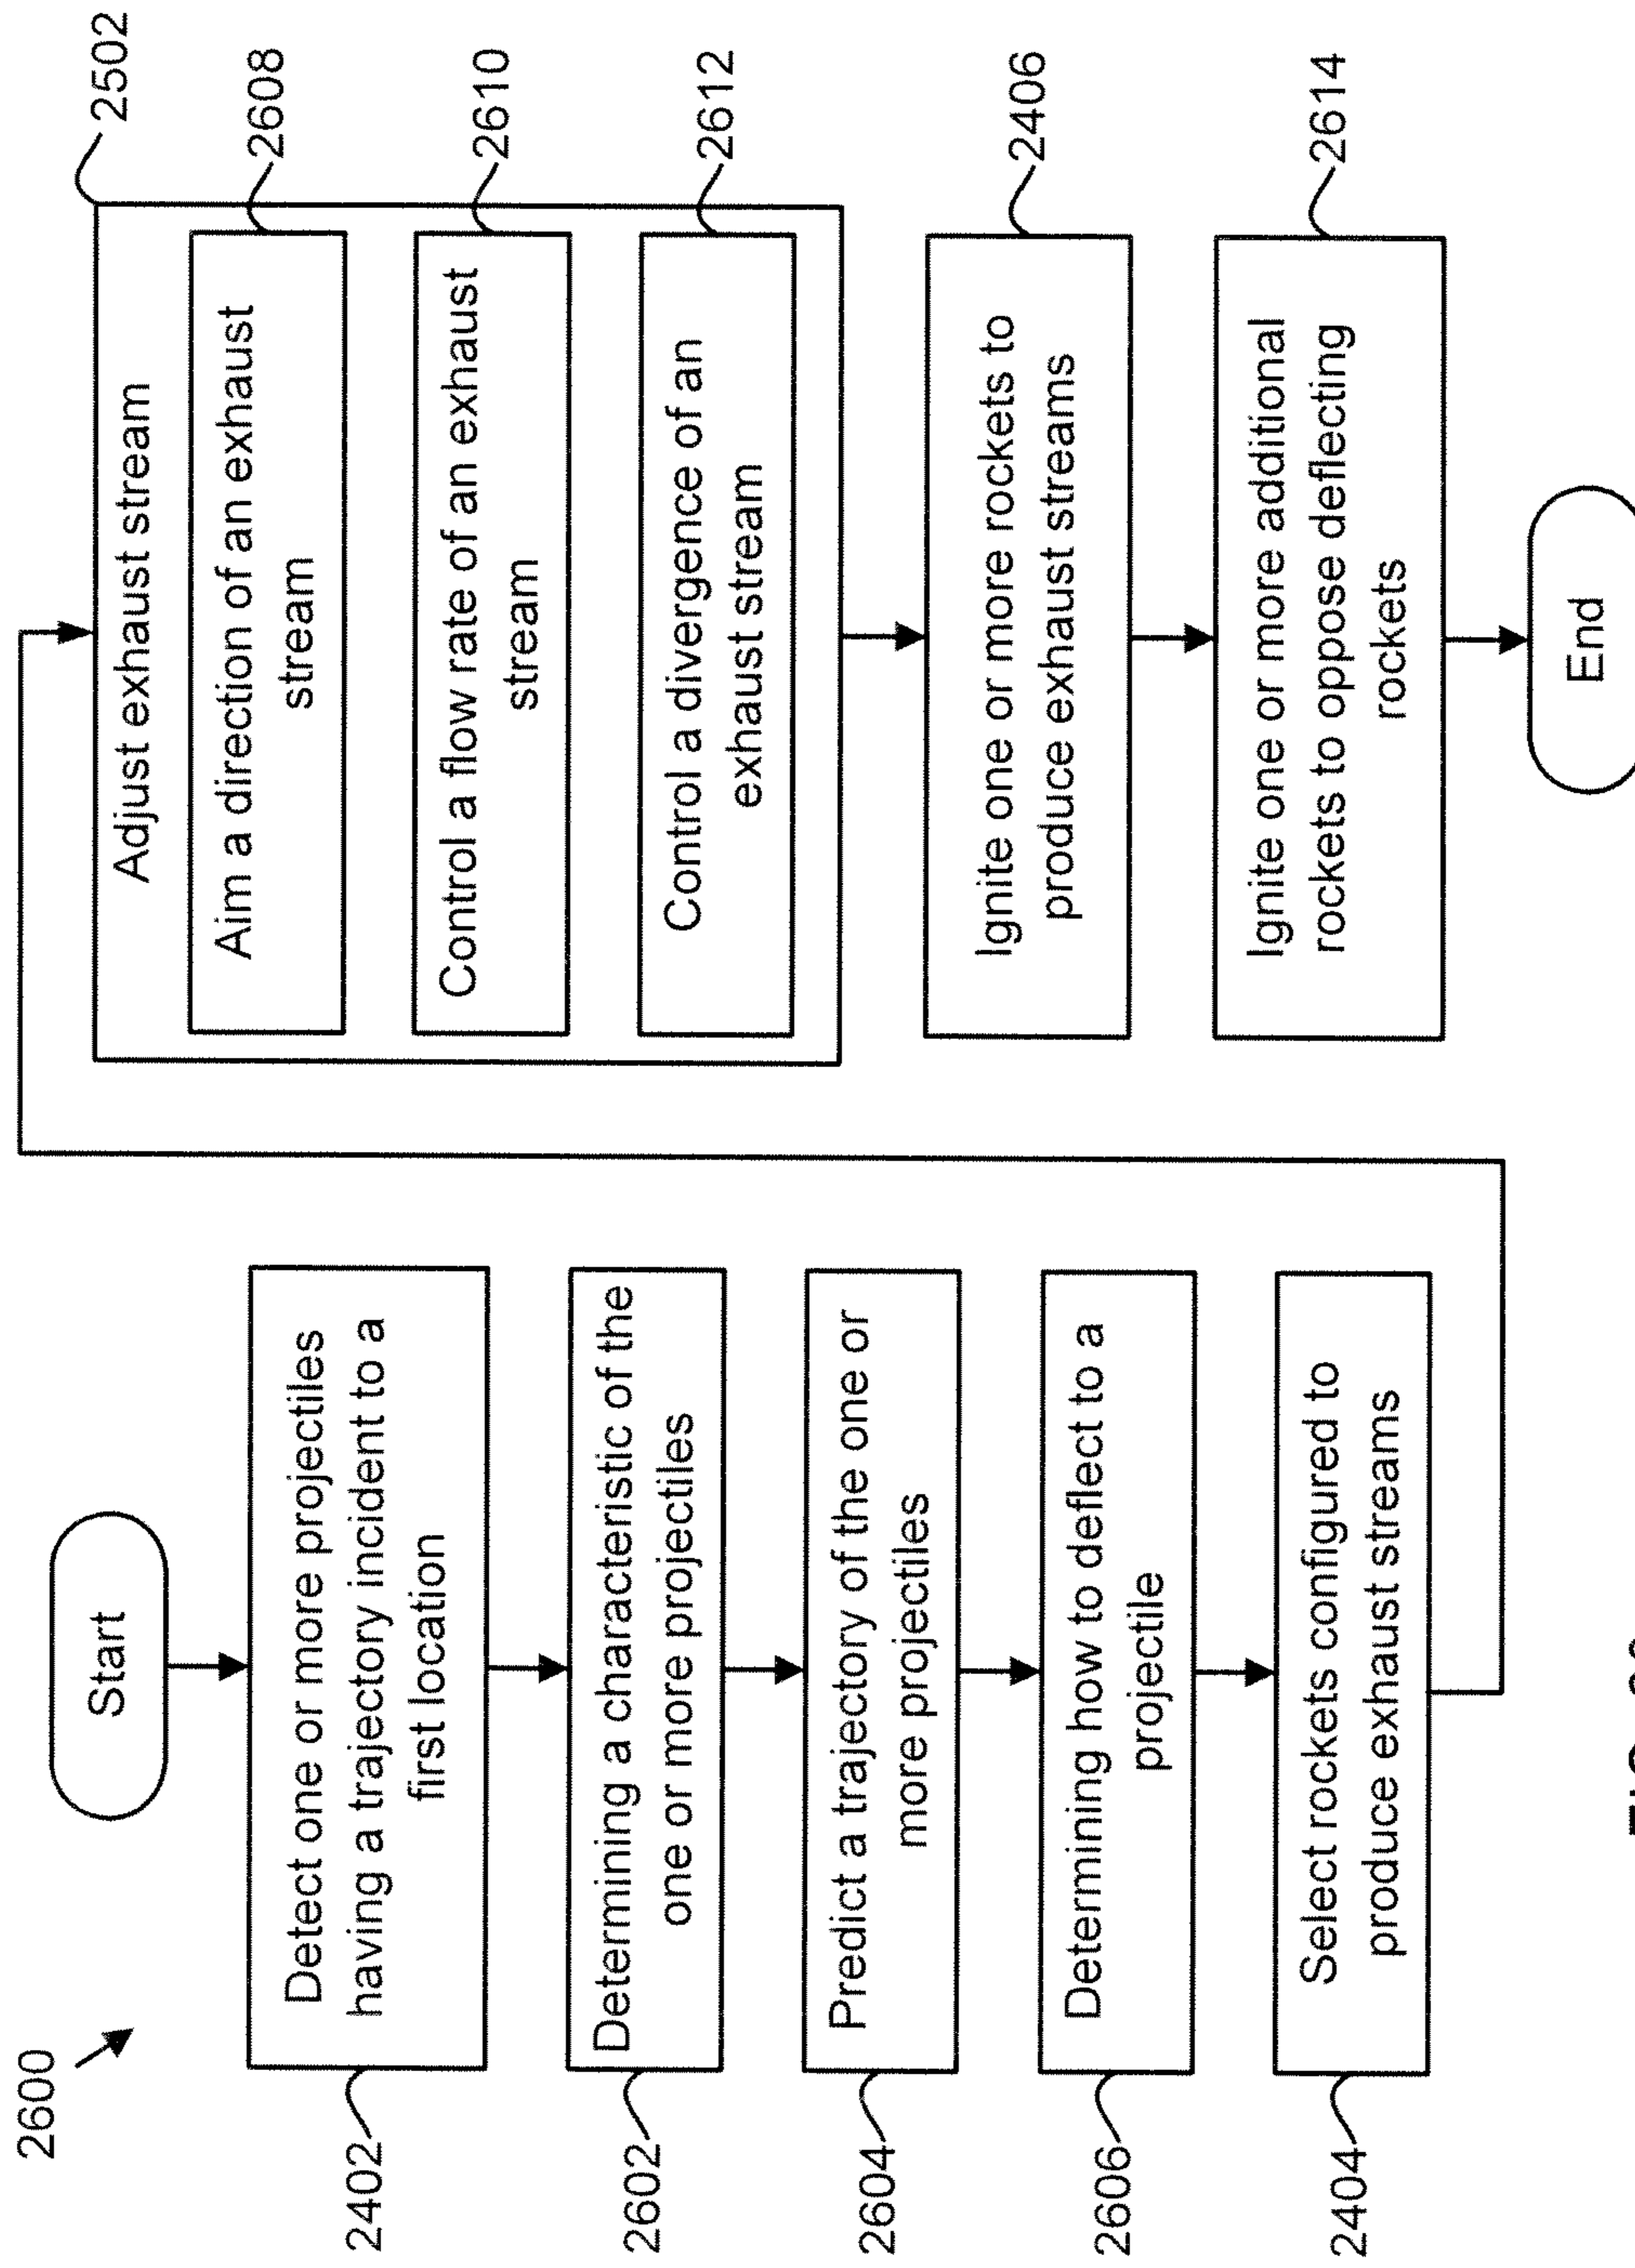 2600
Start
2402
Detect one or more projectiles
having a trajectory incident to a
first location
2602
Determining a characteristic of the
one or more projectiles
2604
Predict a trajectory of the one or
more projectiles
2606
Determining how to deflect to a
projectile
2404
Select rockets configured to
produce exhaust streams
2502
Adjust exhaust stream
2608
Aim a direction of an exhaust
stream
2610
Control a flow rate of an exhaust
stream
2612
Control a divergence of an
exhaust stream
2406
Ignite one or more rockets to
produce exhaust streams
2614
Ignite one or more additional
rockets to oppose deflecting
rockets
End